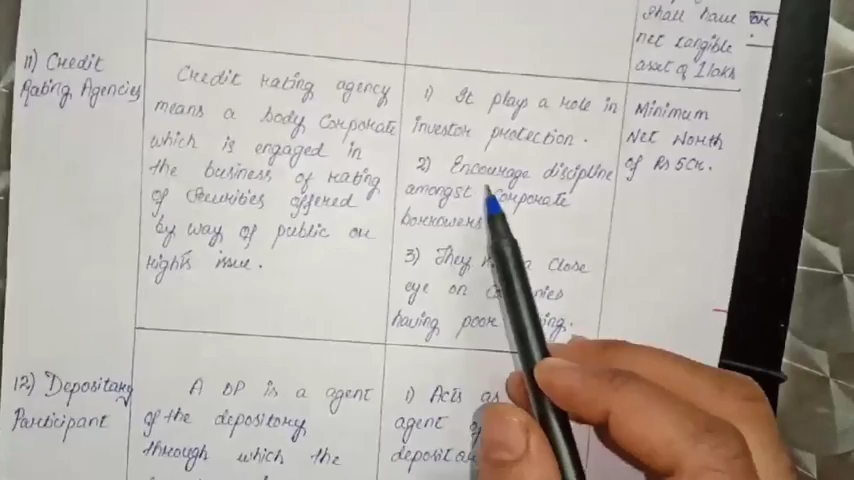 shall have
net tangible
asset of 1 lakh
11) Credit
Rating Agencies
Credit rating agency
means a body corporate
which is engaged in
the business of rating
of securities offered
by way of public or
rights issue.
1) It plays a role in
investor protection.
2) Encourage discipline
amongst corporate
borrowers
3) They a close
eye on
having poor
Minimum
Net Worth
of Rs 5cr.
12) Depositary
Participant
A DP is a agent
of the depository
through which the
1) Acts as
agent